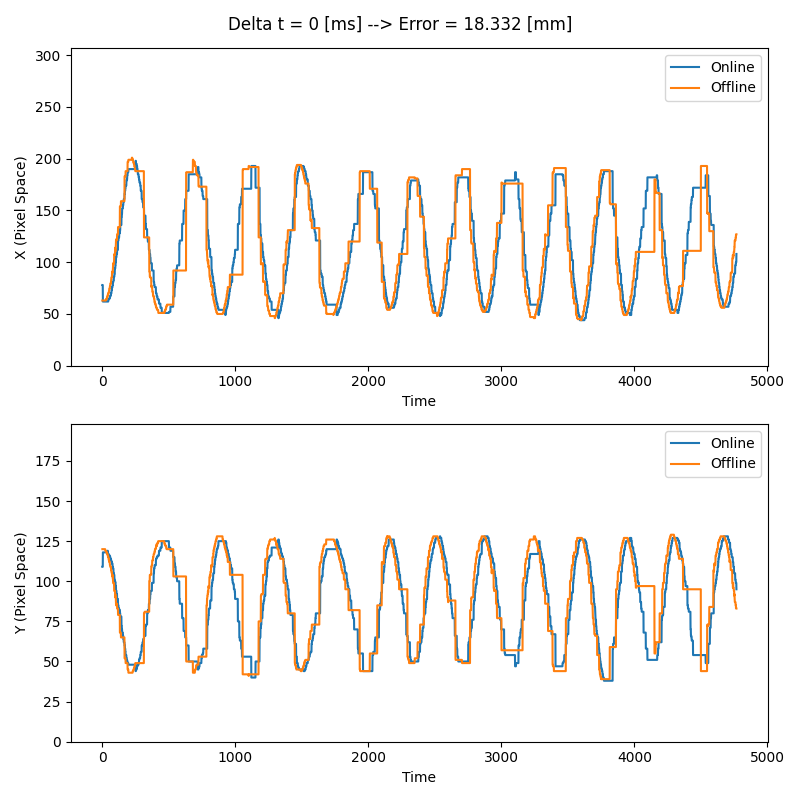 Delta t = 0 [ms] --> Error = 18.332 [mm]
300
250
200
150
100
50
0
X (Pixel Space)
Online
Offline
0 1000 2000 3000 4000 5000
Time
175
150
125
100
75
50
25
0
Y (Pixel Space)
Online
Offline
0 1000 2000 3000 4000 5000
Time